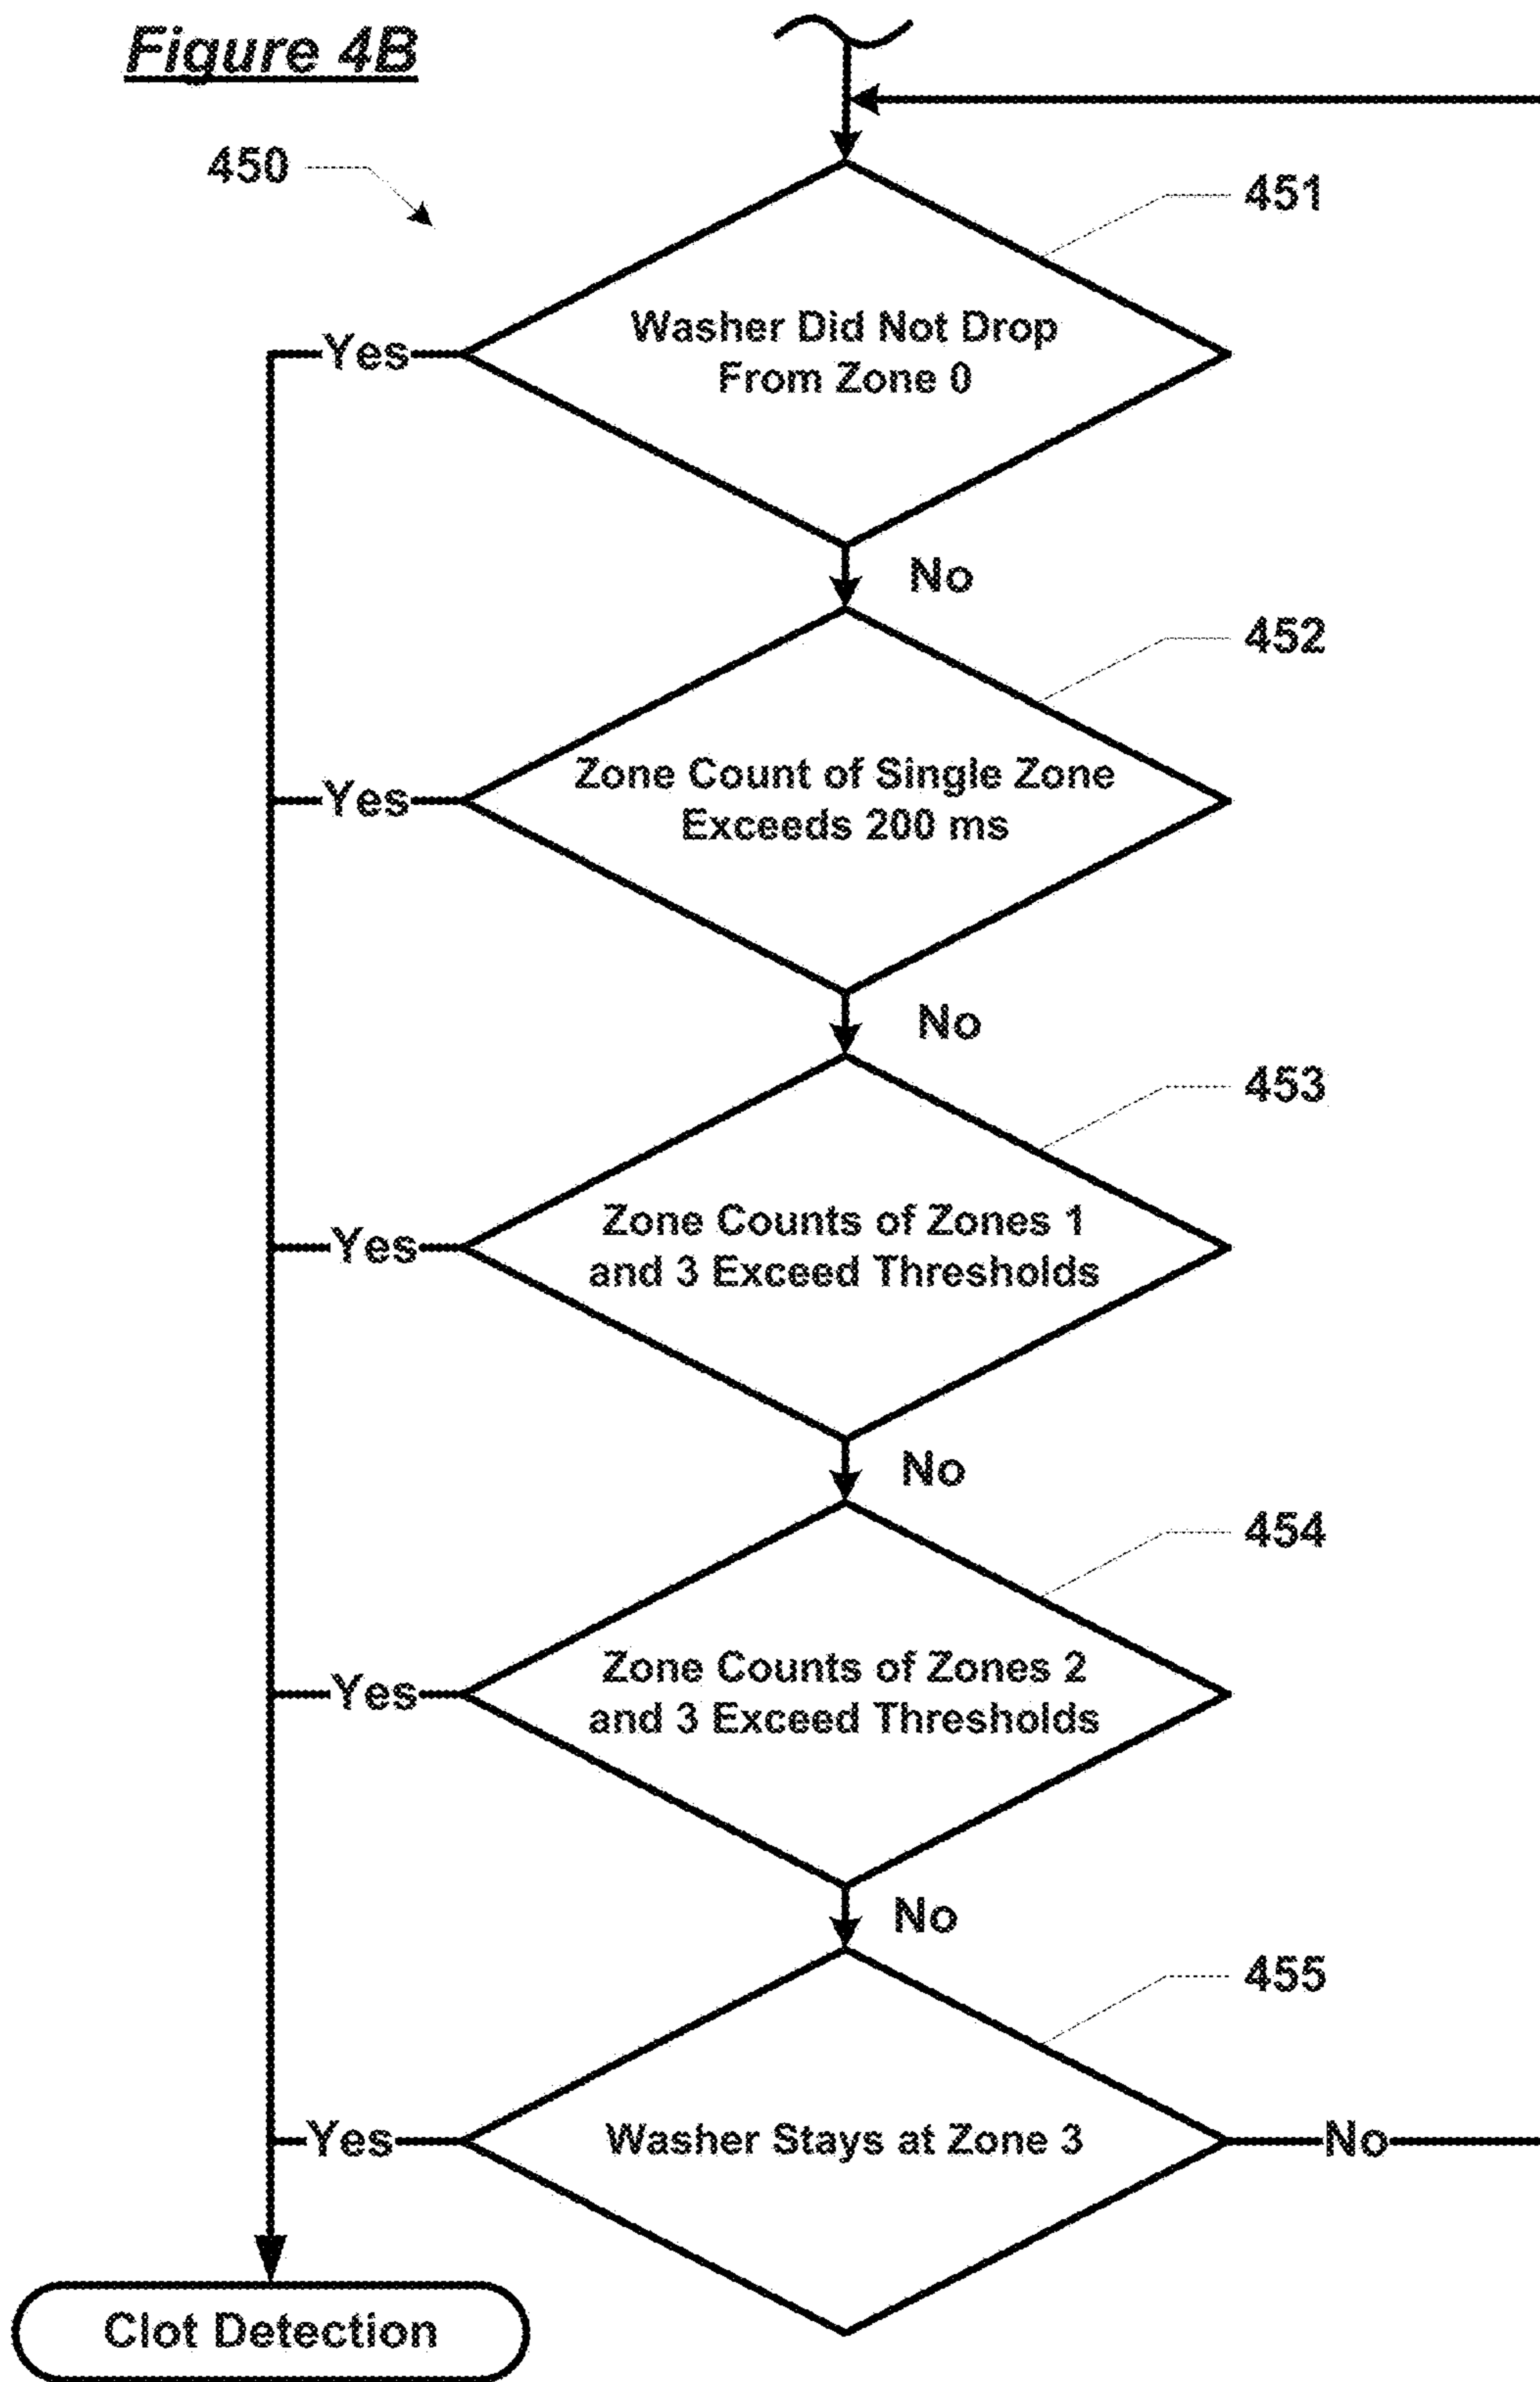 Figure 4B
450
451
Washer Did Not Drop
From Zone 0
Yes
No
452
Zone Count of Single Zone
Exceeds 200 ms
Yes
No
453
Zone Counts of Zones 1
and 3 Exceed Thresholds
Yes
No
454
Zone Counts of Zones 2
and 3 Exceed Thresholds
Yes
No
455
Washer Stays at Zone 3
Yes
No
Clot Detection